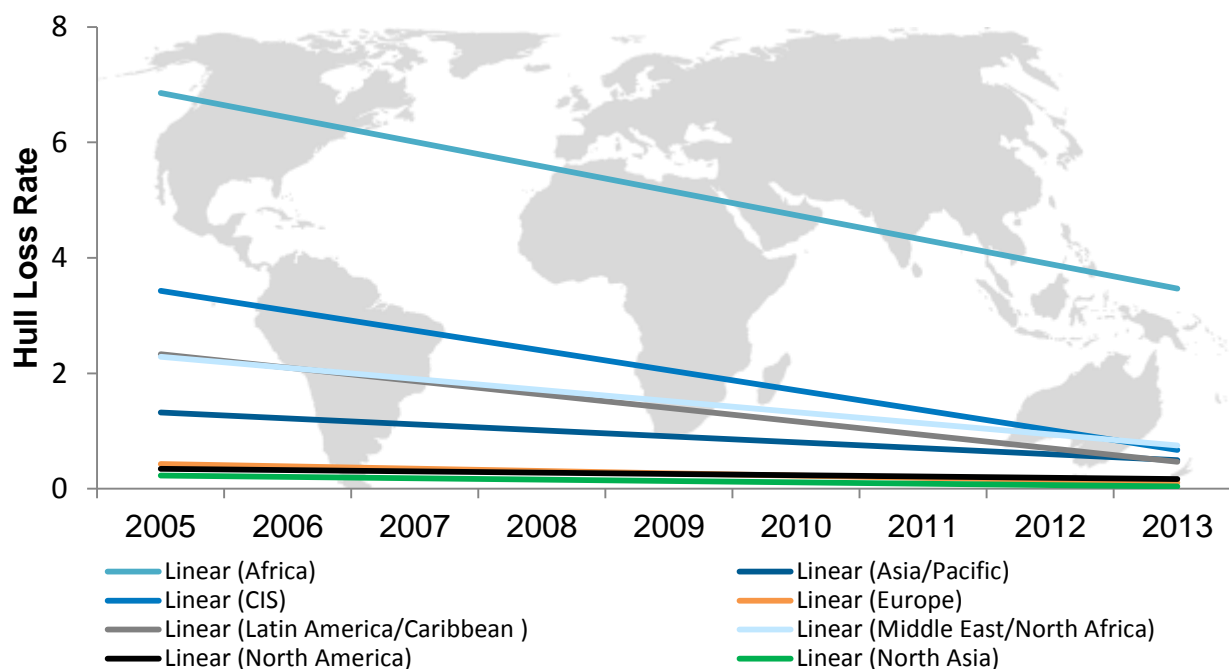 8
6
4
2
0
Hull Loss Rate
2005 2006 2007 2008 2009 2010 2011 2012 2013
Linear (Africa) Linear (Asia/Pacific)
Linear (CIS) Linear (Europe)
Linear (Latin America/Caribbean ) Linear (Middle East/North Africa)
Linear (North America) Linear (North Asia)